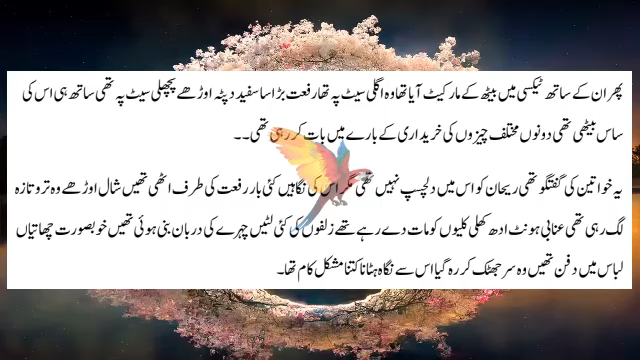 پھر ان کے ساتھ ٹیکسی میں بیٹھ کے مارکیٹ آیا تھا وہ اگلی سیٹ پہ تھا رفعت بڑا سا سفید دپٹہ اوڑھے پچھلی سیٹ پہ تھی ساتھ ہی اس کی
ساس بیٹھی تھی دونوں مختلف چیزوں کی خریداری کے بارے میں بات کر رہی تھی۔۔
یہ خواتین کی گفتگو تھی ریحان کو اس میں دلچسپ نہیں تھی مگر اس کی نگاہیں کئی بار رفعت کی طرف اٹھی تھیں شال اوڑھے وہ تر و تازہ
لگ رہی تھی عنابی ہونٹ ادھ کھلی کلیوں کو مات دے رہے تھے زلفوں کی کئی لٹیں چہرے کی دربان بنی ہوئی تھیں خوبصورت چھاتیاں
لباس میں دفن تھیں وہ سر جھٹک کر رہ گیا اس سے نگاہ ہٹانا کتنا مشکل کام تھا۔